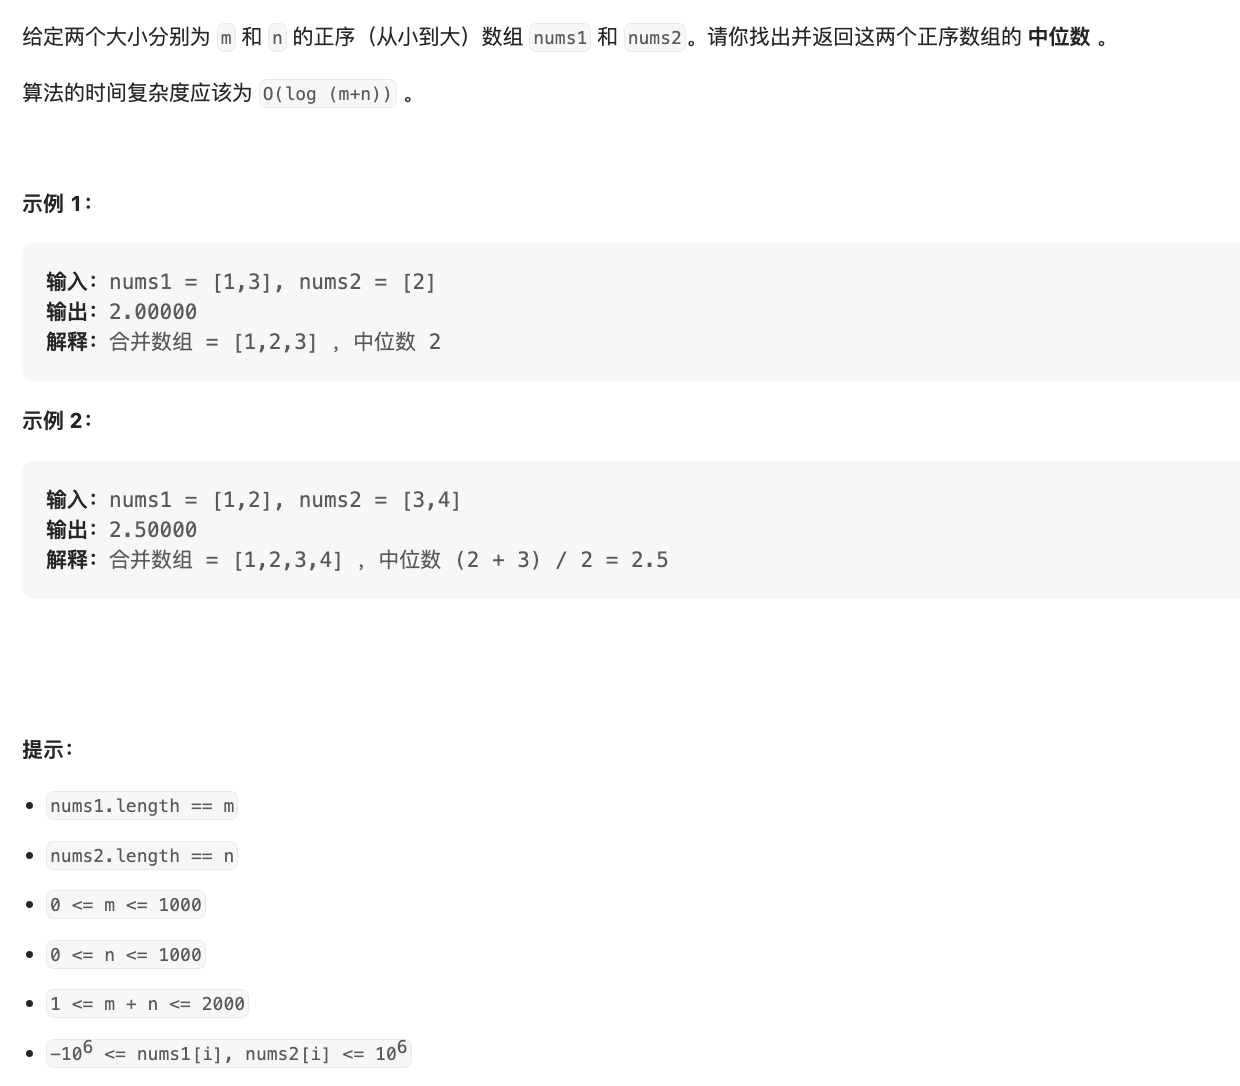 给定两个大小分别为 m 和 n 的正序（从小到大）数组 nums1 和 nums2。请你找出并返回这两个正序数组的 中位数 。
算法的时间复杂度应该为 O(log (m+n)) 。
示例 1：
输入：nums1 = [1,3], nums2 = [2]
输出：2.00000
解释：合并数组 = [1,2,3] ，中位数 2
示例 2：
输入：nums1 = [1,2], nums2 = [3,4]
输出：2.50000
解释：合并数组 = [1,2,3,4] ，中位数 (2 + 3) / 2 = 2.5
提示：
• nums1.length == m
• nums2.length == n
• 0 <= m <= 1000
• 0 <= n <= 1000
• 1 <= m + n <= 2000
• -10⁶ <= nums1[i], nums2[i] <= 10⁶